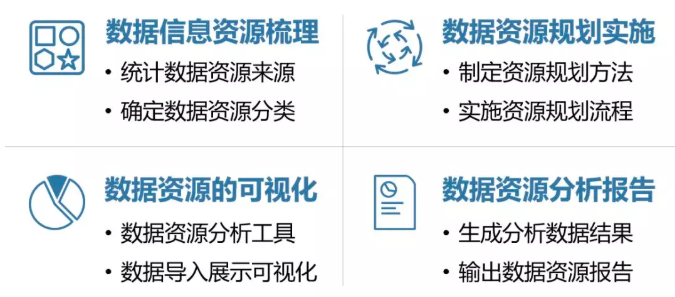 数据信息资源梳理
• 统计数据资源来源
• 确定数据资源分类
数据资源规划实施
• 制定资源规划方法
• 实施资源规划流程
数据资源的可视化
• 数据资源分析工具
• 数据导入展示可视化
数据资源分析报告
• 生成分析数据结果
• 输出数据资源报告